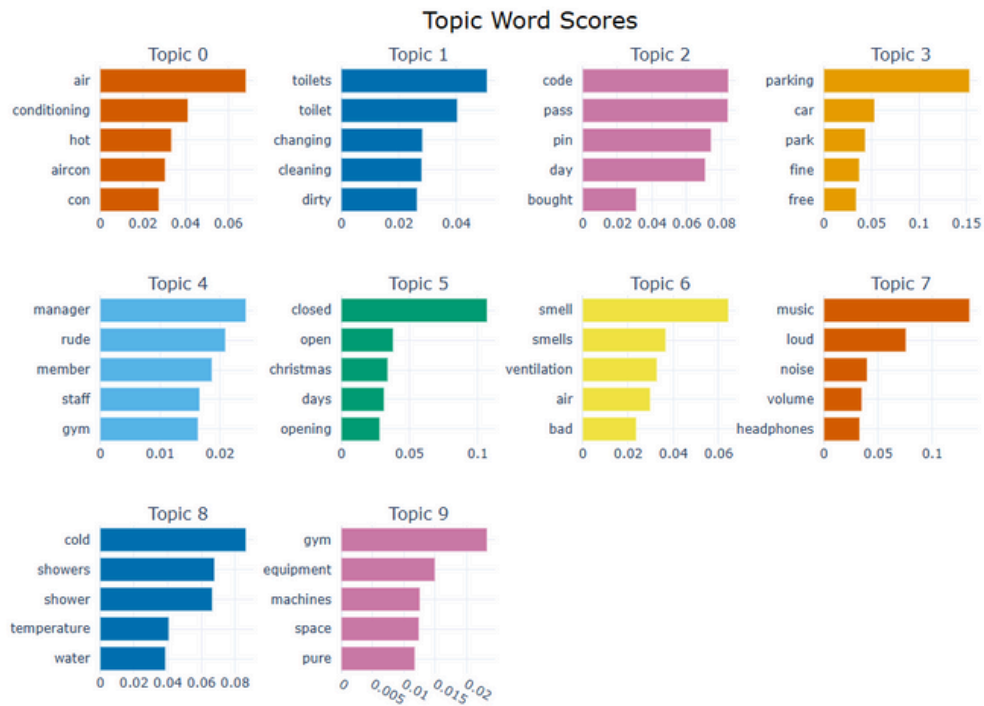 Topic Word Scores
Topic 0
air
conditioning
hot
aircon
con
0 0.02 0.04 0.06
Topic 1
toilets
toilet
changing
cleaning
dirty
0 0.02 0.04
Topic 2
code
pass
pin
day
bought
0 0.02 0.04 0.06 0.08
Topic 3
parking
car
park
fine
free
0 0.05 0.1 0.15
Topic 4
manager
rude
member
staff
gym
0 0.01 0.02
Topic 5
closed
open
christmas
days
opening
0 0.05 0.1
Topic 6
smell
smells
ventilation
air
bad
0 0.02 0.04 0.06
Topic 7
music
loud
noise
volume
headphones
0 0.05 0.1
Topic 8
cold
showers
shower
temperature
water
0 0.02 0.04 0.06 0.08
Topic 9
gym
equipment
machines
space
pure
0 0.005 0.01 0.015 0.02